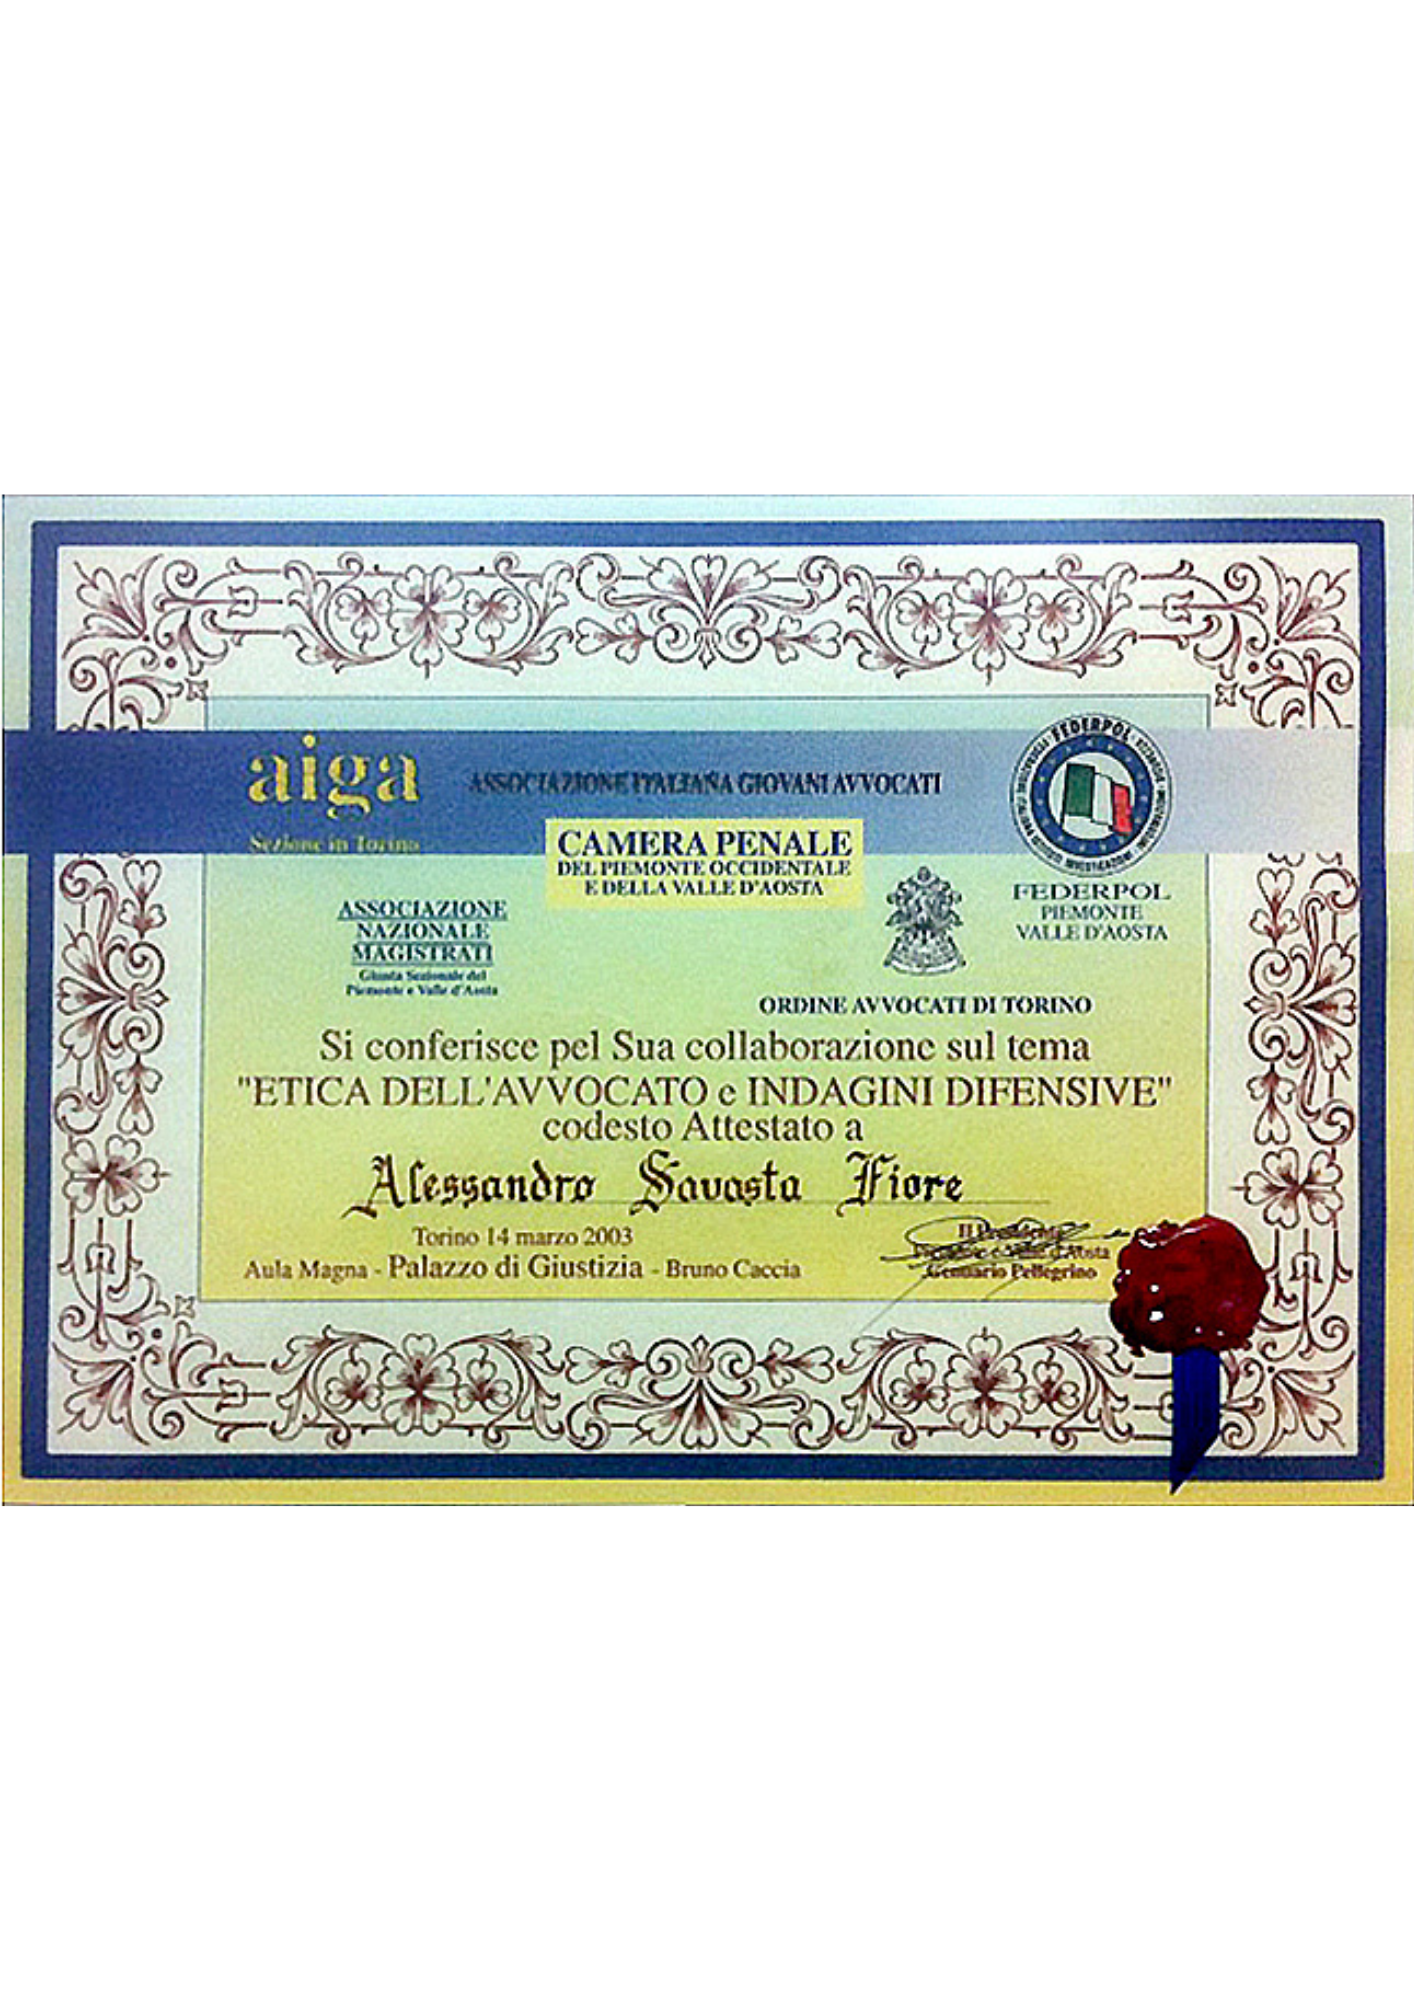 aiga
Sezione in Torino
ASSOCIAZIONE ITALIANA GIOVANI AVVOCATI
FEDERPOL
CAMERA PENALE
DEL PIEMONTE OCCIDENTALE
E DELLA VALLE D'AOSTA
ASSOCIAZIONE
NAZIONALE
MAGISTRATI
Giunta Sezionale del
Piemonte e Valle d'Aosta
FEDERPOL
PIEMONTE
VALLE D'AOSTA
ORDINE AVVOCATI DI TORINO
Si conferisce pel Sua collaborazione sul tema
"ETICA DELL'AVVOCATO e INDAGINI DIFENSIVE"
codesto Attestato a
Alessandro Savasta Fiore
Torino 14 marzo 2003
Aula Magna - Palazzo di Giustizia - Bruno Caccia
Il Presidente
Piemonte e Valle d'Aosta
Gennario Pellegrino